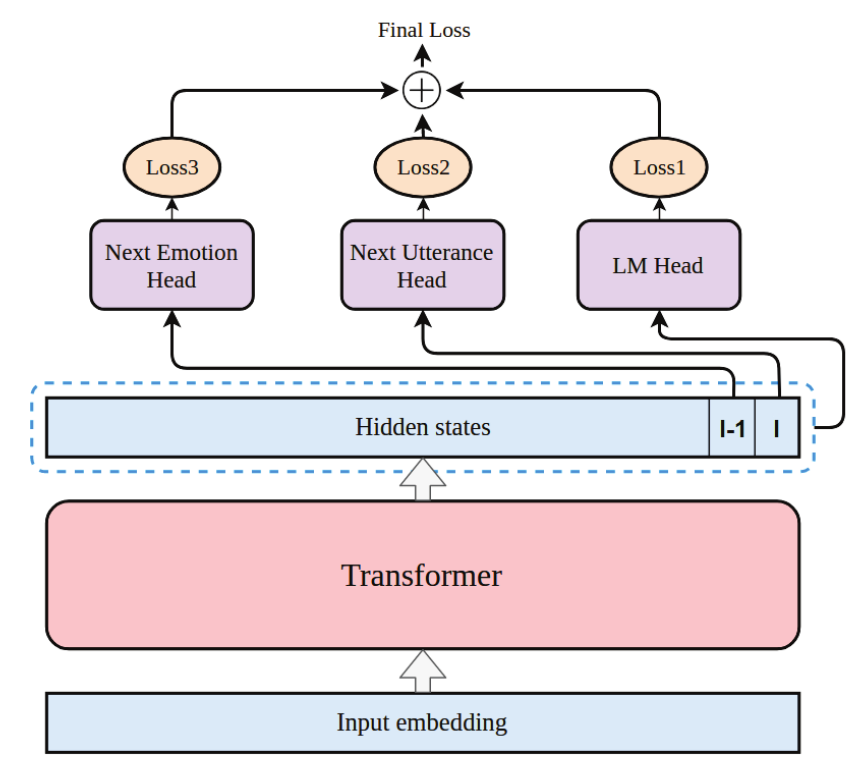 Final Loss
Loss3
Loss2
Loss1
Next Emotion
Head
Next Utterance
Head
LM Head
Hidden states
l-1
l
Transformer
Input embedding